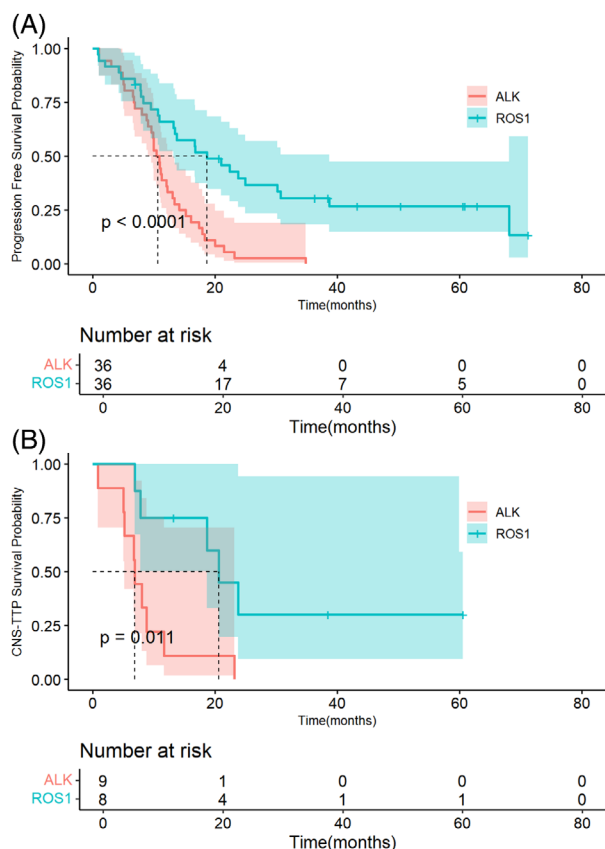 (A)
Progression Free Survival Probability
1.00
0.75
0.50
0.25
0.00
ALK
ROS1
p < 0.0001
0 20 40 60 80
Time(months)
Number at risk
ALK 36 4 0 0 0
ROS1 36 17 7 5 0
0 20 40 60 80
Time(months)
(B)
CNS-TTP Survival Probability
1.00
0.75
0.50
0.25
0.00
ALK
ROS1
p = 0.011
0 20 40 60 80
Time(months)
Number at risk
ALK 9 1 0 0 0
ROS1 8 4 1 1 0
0 20 40 60 80
Time(months)